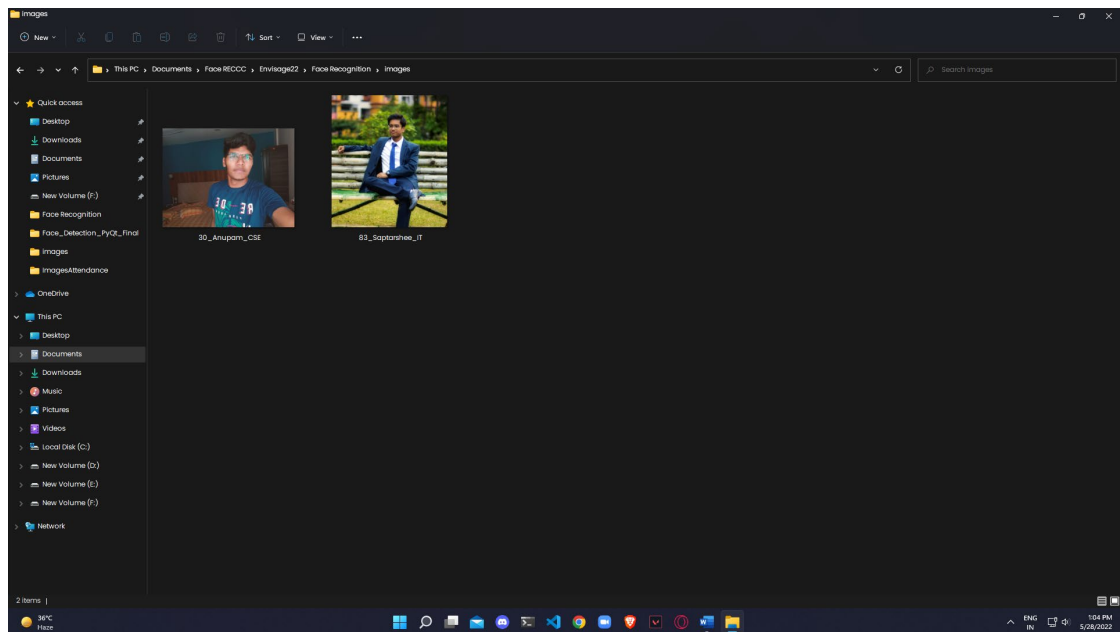 images
New
Sort
View
This PC > Documents > Face RECCC > Envisage22 > Face Recognition > images
Search images
Quick access
Desktop
Downloads
Documents
Pictures
New Volume (F:)
Face Recognition
Face_Detection_PyQt_Final
images
ImagesAttendance
OneDrive
This PC
Desktop
Documents
Downloads
Music
Pictures
Videos
Local Disk (C:)
New Volume (D:)
New Volume (E:)
New Volume (F:)
Network
30_Anupam_CSE
83_Saptarshee_IT
2 items
36°C
Haze
ENG
IN
1:04 PM
5/28/2022